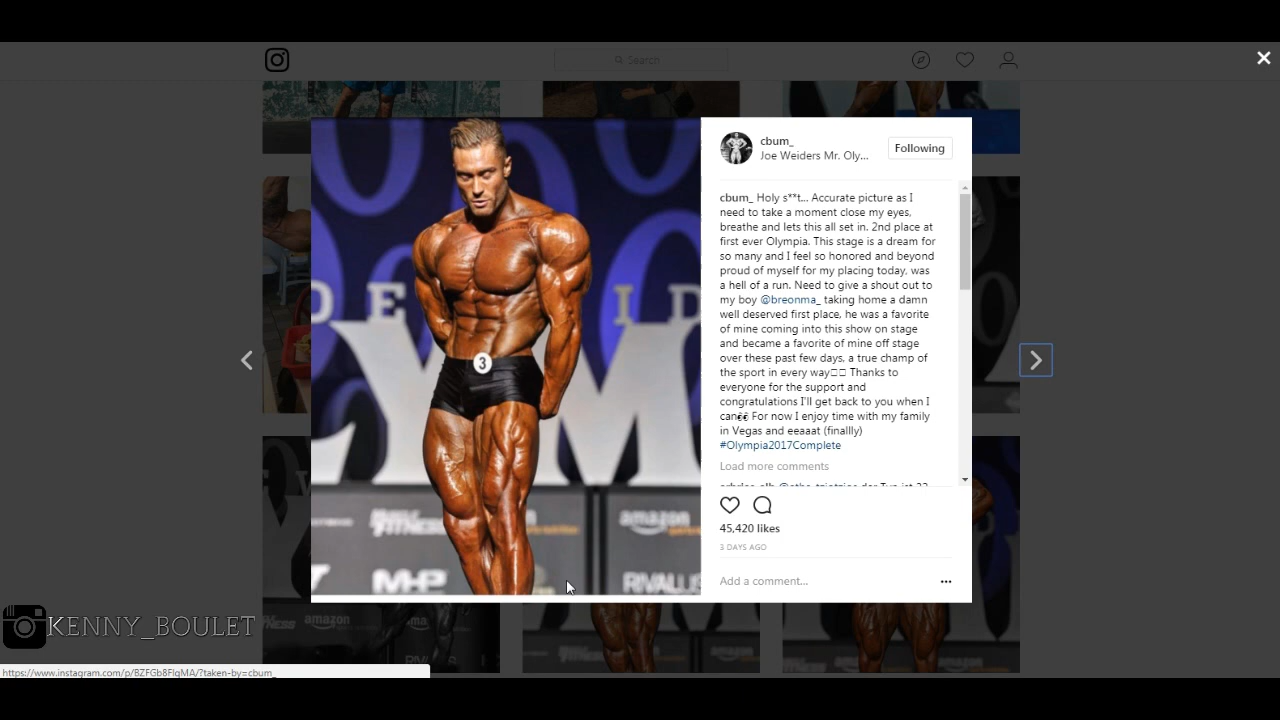 Search
cbum_
Joe Weiders Mr. Oly...
Following
cbum_ Holy s**t... Accurate picture as I
need to take a moment close my eyes,
breathe and lets this all set in. 2nd place at
first ever Olympia. This stage is a dream for
so many and I feel so honored and beyond
proud of myself for my placing today, was
a hell of a run. Need to give a shout out to
my boy @breonma_ taking home a damn
well deserved first place, he was a favorite
of mine coming into this show on stage
and became a favorite of mine off stage
over these past few days, a true champ of
the sport in every way
Thanks to
everyone for the support and
congratulations I'll get back to you when I
can
For now I enjoy time with my family
in Vegas and eeaaat (finallly)
#Olympia2017Complete
Load more comments
45,420 likes
3 DAYS AGO
Add a comment...
3
FITNESS
amazon
MHP
RIVALUS
amazon
KENNY_BOULET
https://www.instagram.com/p/BZFGb8FlqMA/?taken-by=cbum_